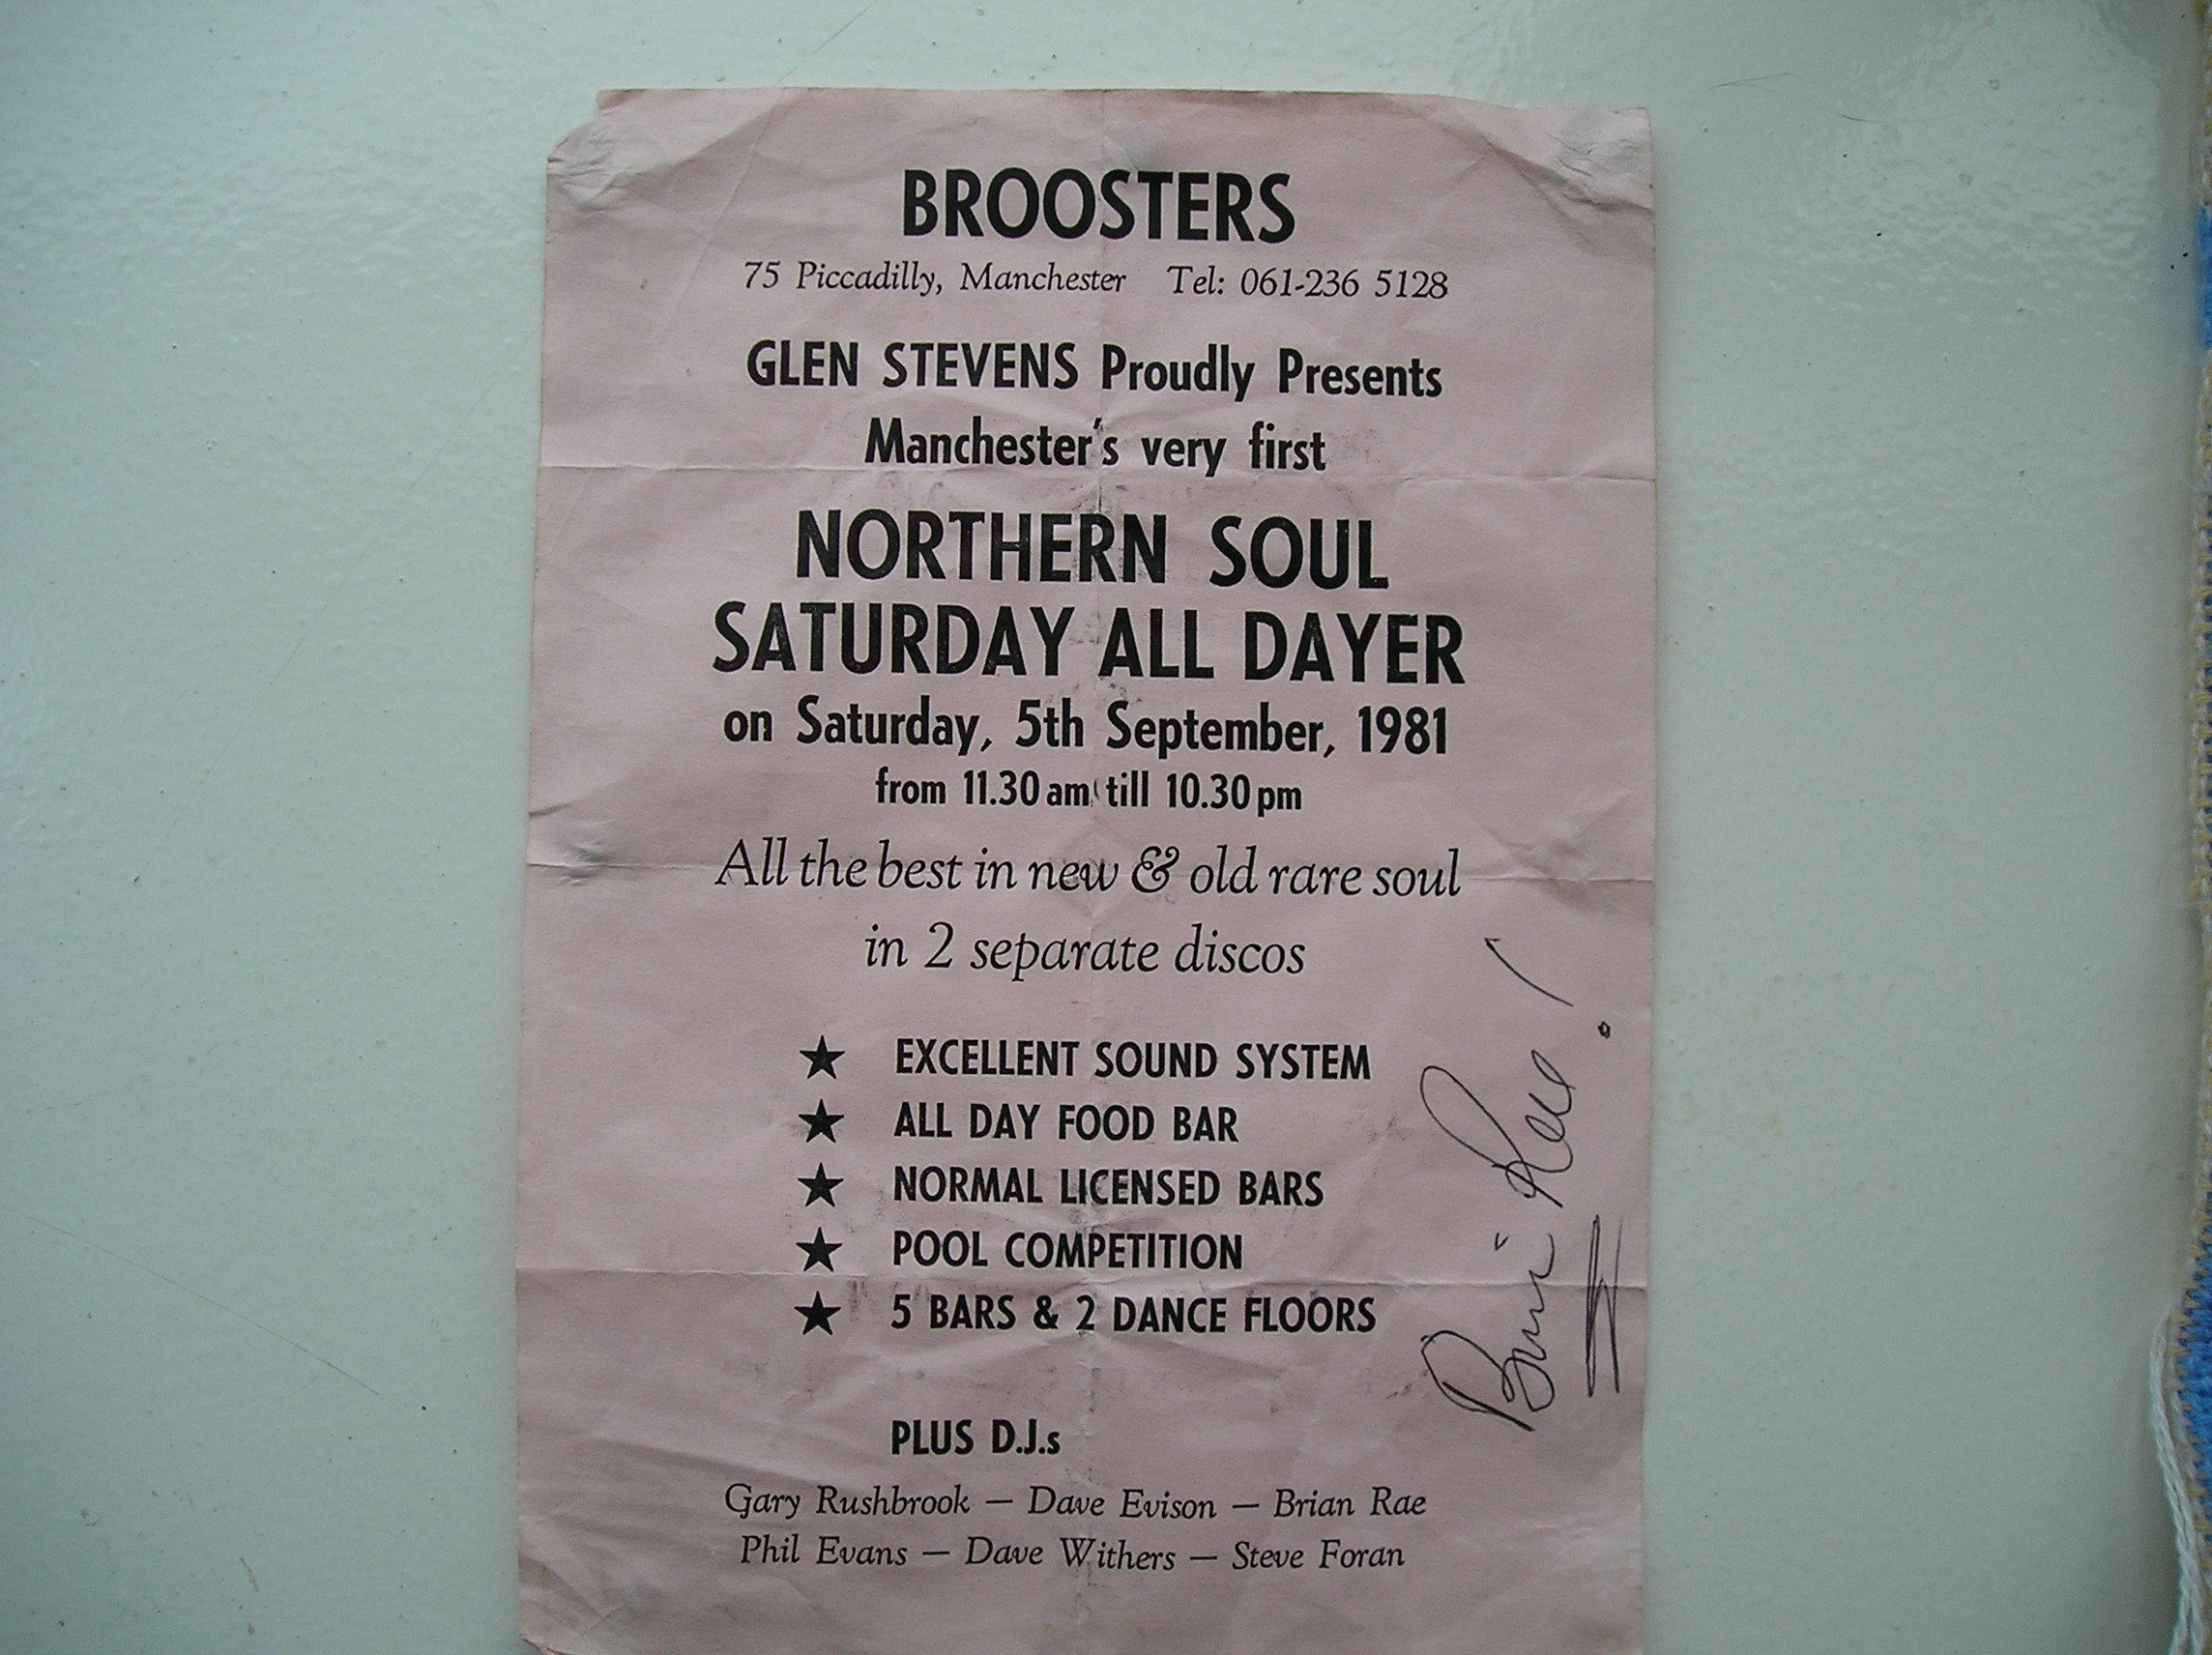 BROOSTERS
75 Piccadilly, Manchester Tel: 061-236 5128
GLEN STEVENS Proudly Presents
Manchester's very first
NORTHERN SOUL
SATURDAY ALL DAYER
on Saturday, 5th September, 1981
from 11.30 am till 10.30 pm
All the best in new & old rare soul
in 2 separate discos
★ EXCELLENT SOUND SYSTEM
★ ALL DAY FOOD BAR
★ NORMAL LICENSED BARS
★ POOL COMPETITION
★ 5 BARS & 2 DANCE FLOORS
PLUS D.J.s
Gary Rushbrook — Dave Evison — Brian Rae
Phil Evans — Dave Withers — Steve Foran
Brian Rae!